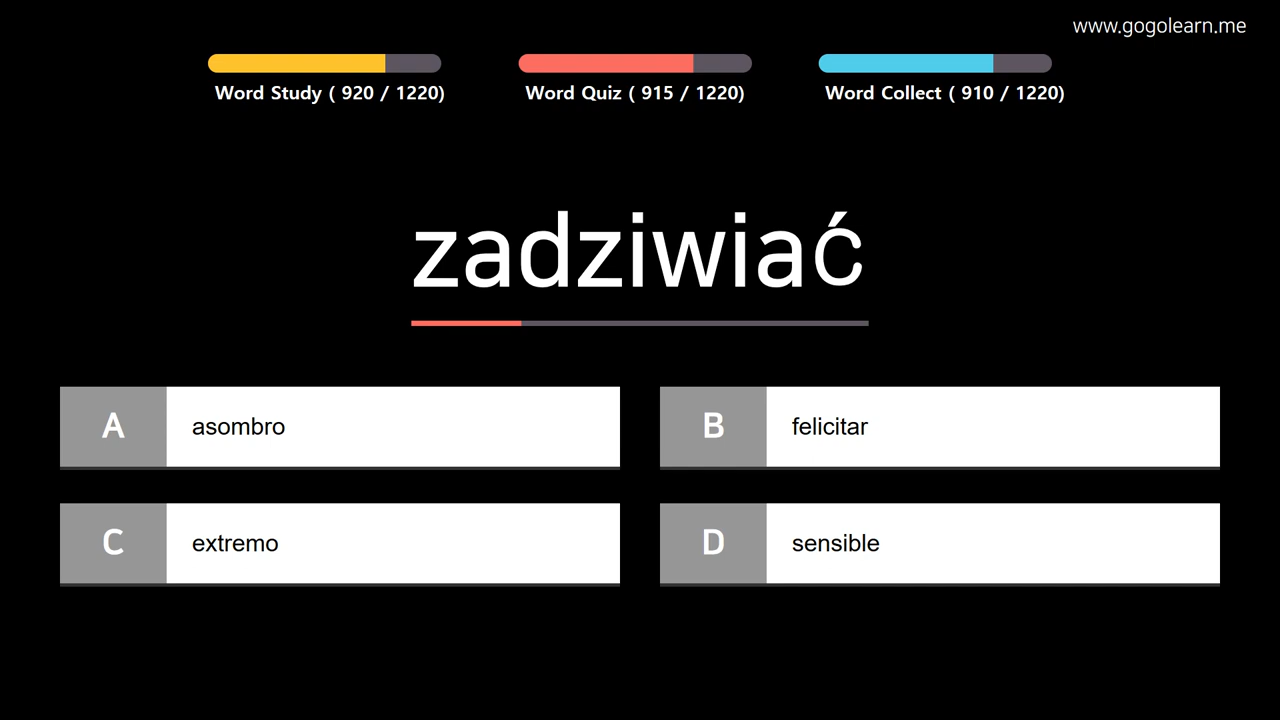 www.gogolearn.me
Word Study ( 920 / 1220)
Word Quiz ( 915 / 1220)
Word Collect ( 910 / 1220)
zadziwiać
A asombro
B felicitar
C extremo
D sensible